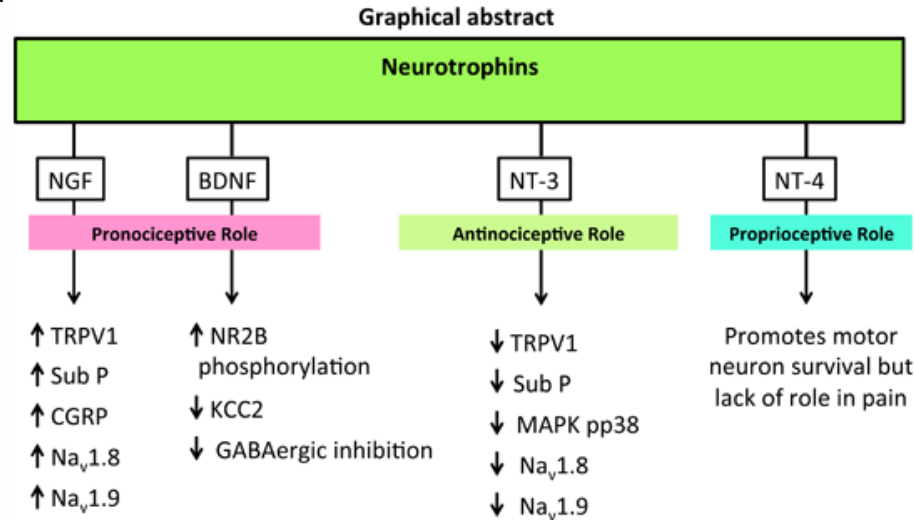 Graphical abstract
Neurotrophins
NGF
BDNF
NT-3
NT-4
Pronociceptive Role
Antinociceptive Role
Proprioceptive Role
↑ TRPV1
↑ Sub P
↑ CGRP
↑ Nav1.8
↑ Nav1.9
↑ NR2B
phosphorylation
↓ KCC2
↓ GABAergic inhibition
↓ TRPV1
↓ Sub P
↓ MAPK pp38
↓ Nav1.8
↓ Nav1.9
Promotes motor
neuron survival but
lack of role in pain